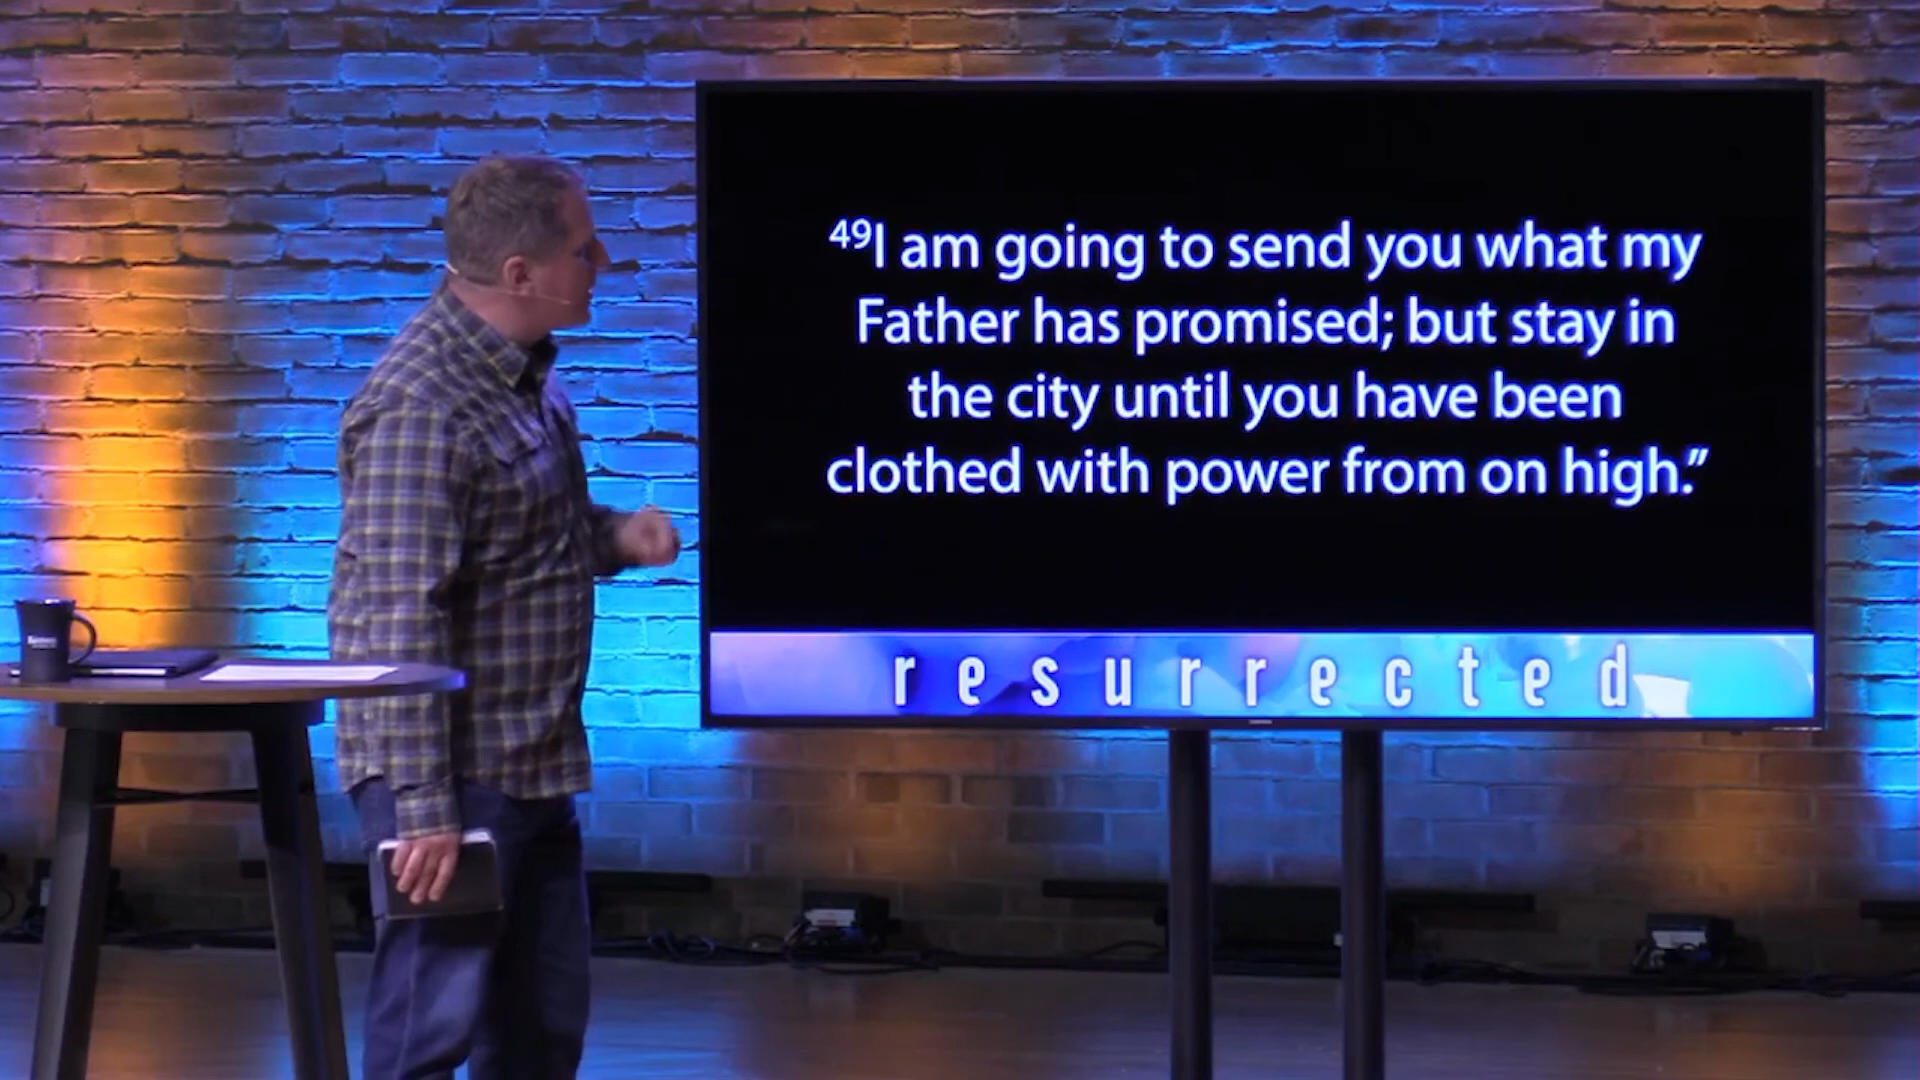 ⁴⁹I am going to send you what my
Father has promised; but stay in
the city until you have been
clothed with power from on high.”
resurrected